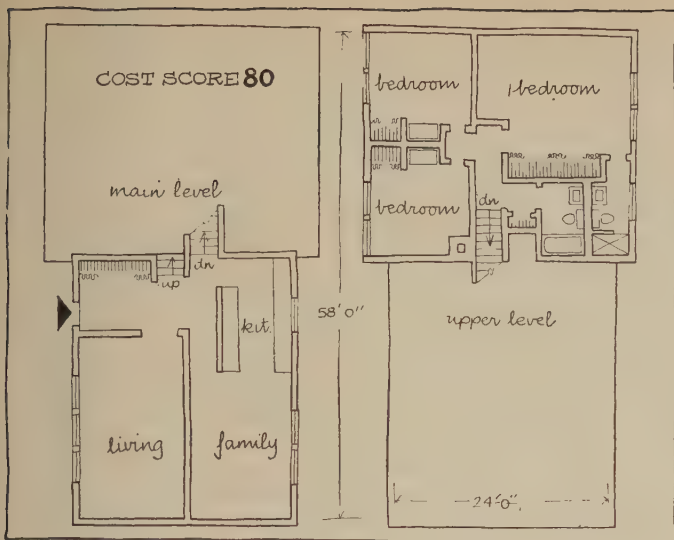 COST SCORE 80
main level
up
dn
kit.
living
family
58'0"
bedroom
bedroom
bedroom
dn
upper level
24'0"